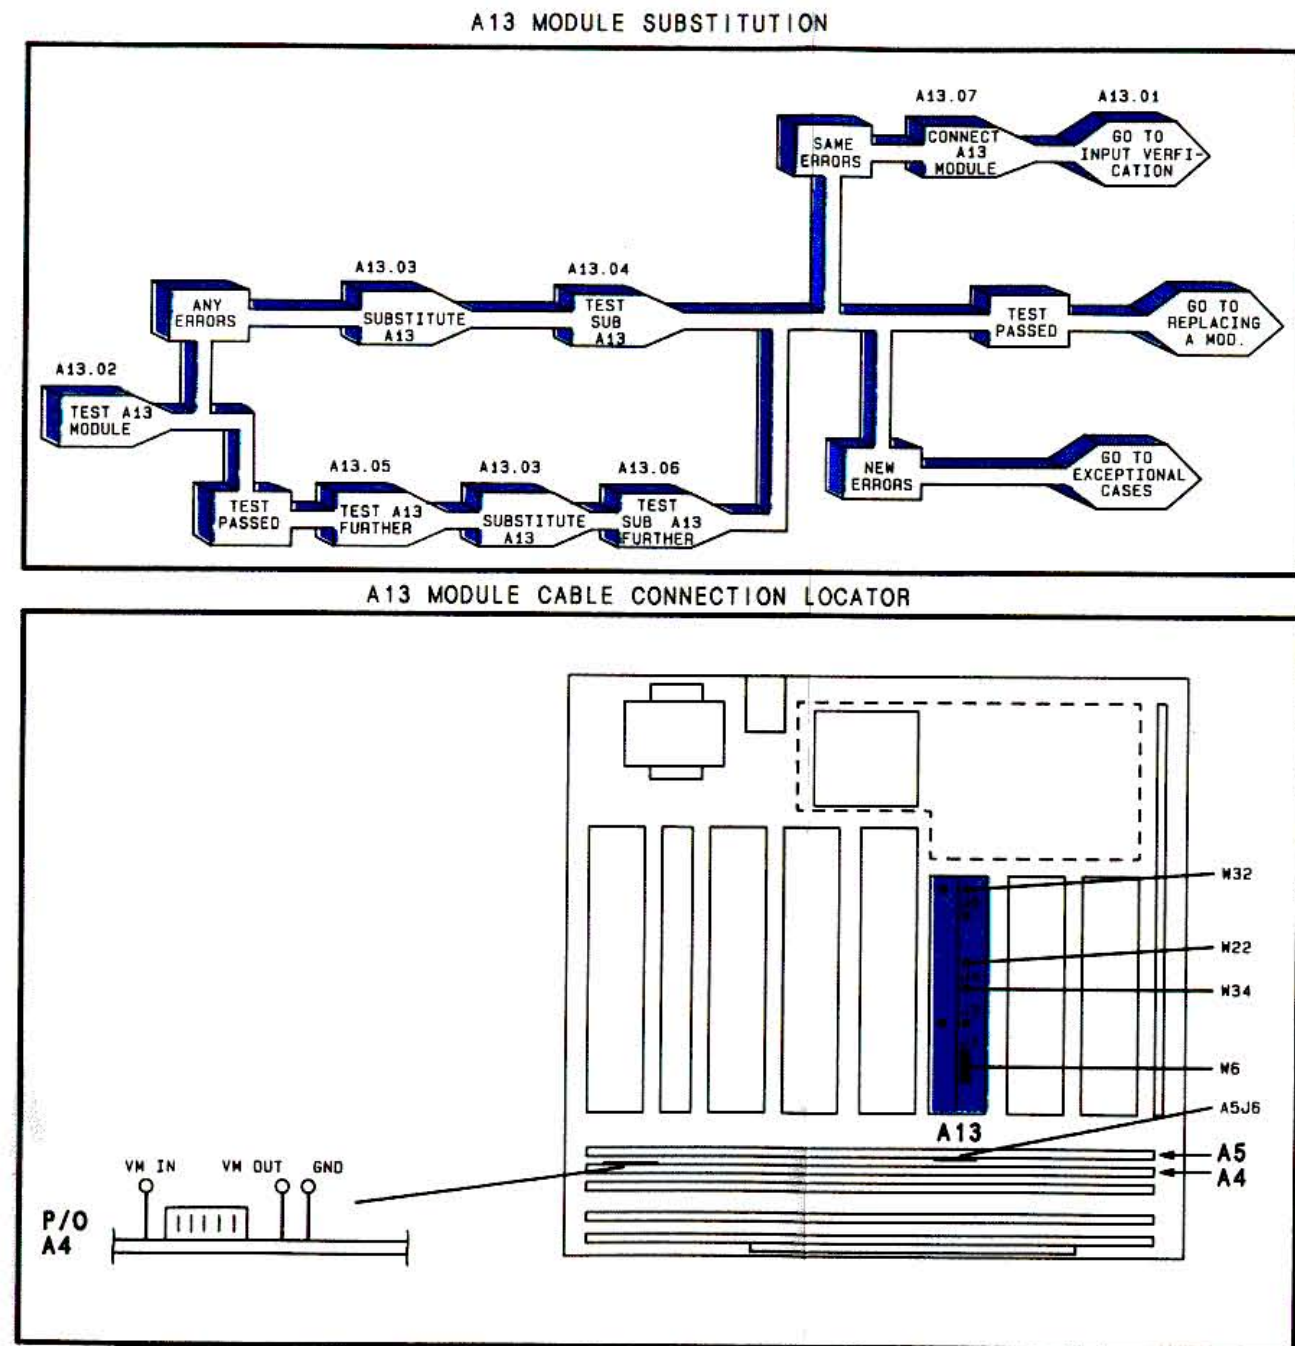 A13 MODULE SUBSTITUTION
A13.07
A13.01
SAME
ERRORS
CONNECT
A13
MODULE
GO TO
INPUT VERFI-
CATION
A13.03
A13.04
ANY
ERRORS
SUBSTITUTE
A13
TEST
SUB
A13
TEST
PASSED
GO TO
REPLACING
A MOD.
A13.02
TEST A13
MODULE
A13.05
A13.03
A13.06
TEST
PASSED
TEST A13
FURTHER
SUBSTITUTE
A13
TEST
SUB A13
FURTHER
NEW
ERRORS
GO TO
EXCEPTIONAL
CASES
A13 MODULE CABLE CONNECTION LOCATOR
W32
W22
W34
W6
A5J6
A13
A5
A4
VM IN
VM OUT
GND
P/O
A4